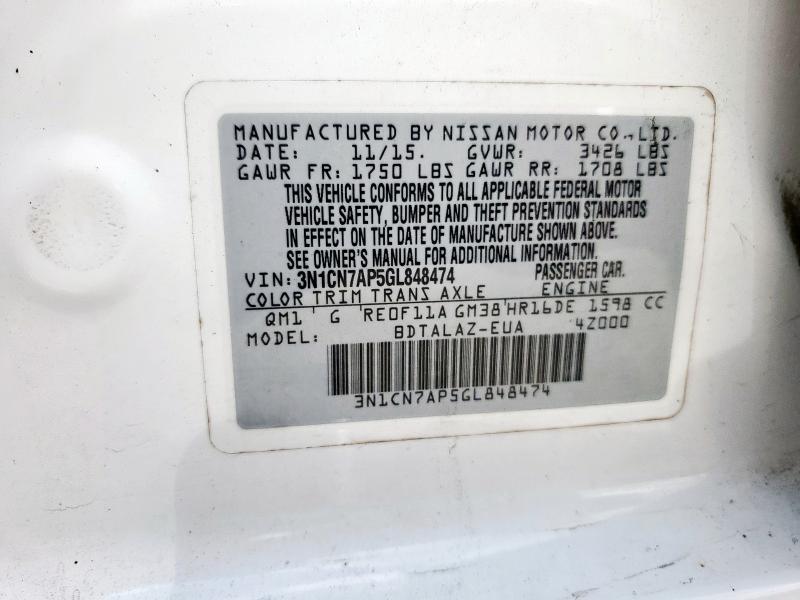 MANUFACTURED BY NISSAN MOTOR CO., LTD.
DATE: 11/15. GVWR: 3426 LBS
GAWR FR: 1750 LBS GAWR RR: 1708 LBS
THIS VEHICLE CONFORMS TO ALL APPLICABLE FEDERAL MOTOR
VEHICLE SAFETY, BUMPER AND THEFT PREVENTION STANDARDS
IN EFFECT ON THE DATE OF MANUFACTURE SHOWN ABOVE.
SEE OWNER'S MANUAL FOR ADDITIONAL INFORMATION.
VIN: 3N1CN7AP5GL848474 PASSENGER CAR.
COLOR TRIM TRANS AXLE ENGINE
QM1 G RE0F11A GM38 HR16DE 1598 CC
MODEL: BDTALAZ-EUA 4Z000
3N1CN7AP5GL848474